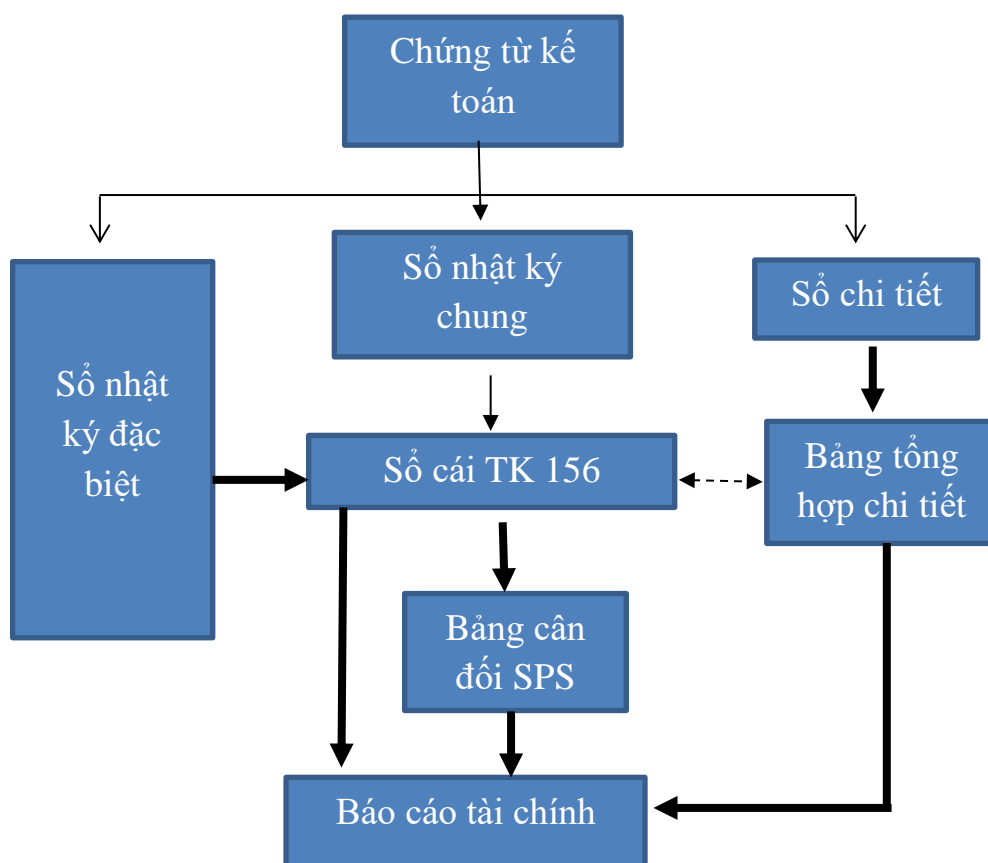 Chứng từ kế
toán
Sổ nhật ký
chung
Sổ chi tiết
Sổ nhật
ký đặc
biệt
Sổ cái TK 156
Bảng tổng
hợp chi tiết
Bảng cân
đối SPS
Báo cáo tài chính